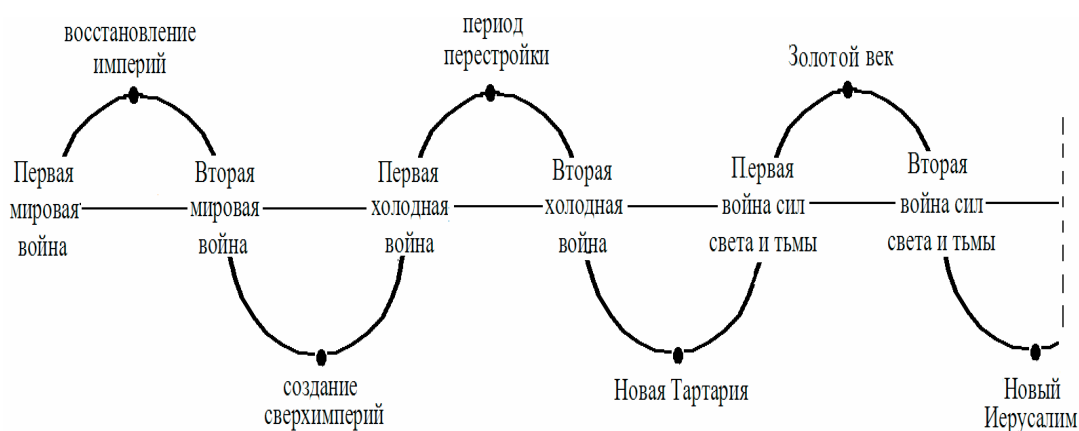 восстановление
империй
период
перестройки
Золотой век
Первая
мировая
война
Вторая
мировая
война
Первая
холодная
война
Вторая
холодная
война
Первая
война сил
света и тьмы
Вторая
война сил
света и тьмы
создание
сверхимперий
Новая Тартария
Новый
Иерусалим